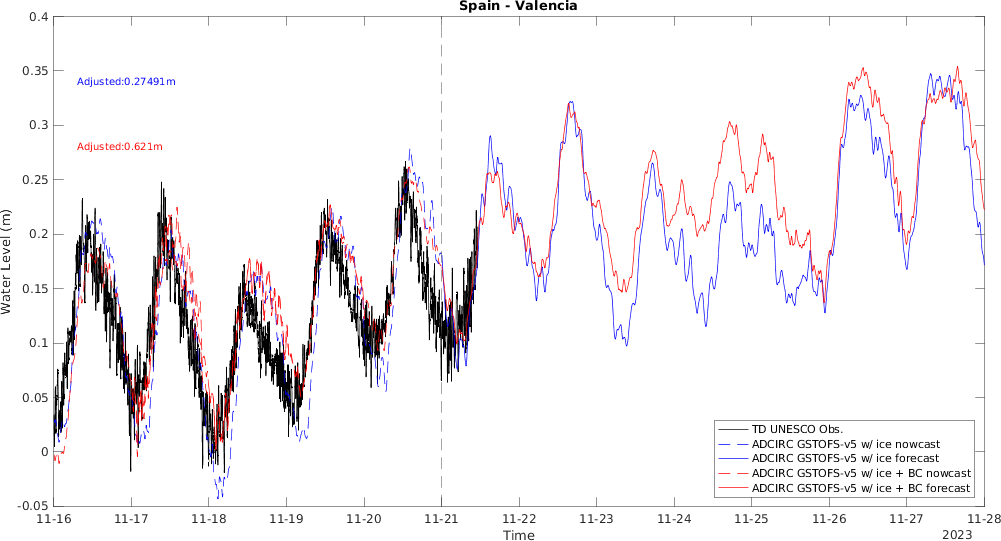 Spain - Valencia
0.4
0.35
0.3
0.25
0.2
0.15
0.1
0.05
0
-0.05
Water Level (m)
Adjusted:0.27491m
Adjusted:0.621m
TD UNESCO Obs.
ADCIRC GSTOFS-v5 w/ ice nowcast
ADCIRC GSTOFS-v5 w/ ice forecast
ADCIRC GSTOFS-v5 w/ ice + BC nowcast
ADCIRC GSTOFS-v5 w/ ice + BC forecast
11-16 11-17 11-18 11-19 11-20 11-21 11-22 11-23 11-24 11-25 11-26 11-27 11-28
Time
2023